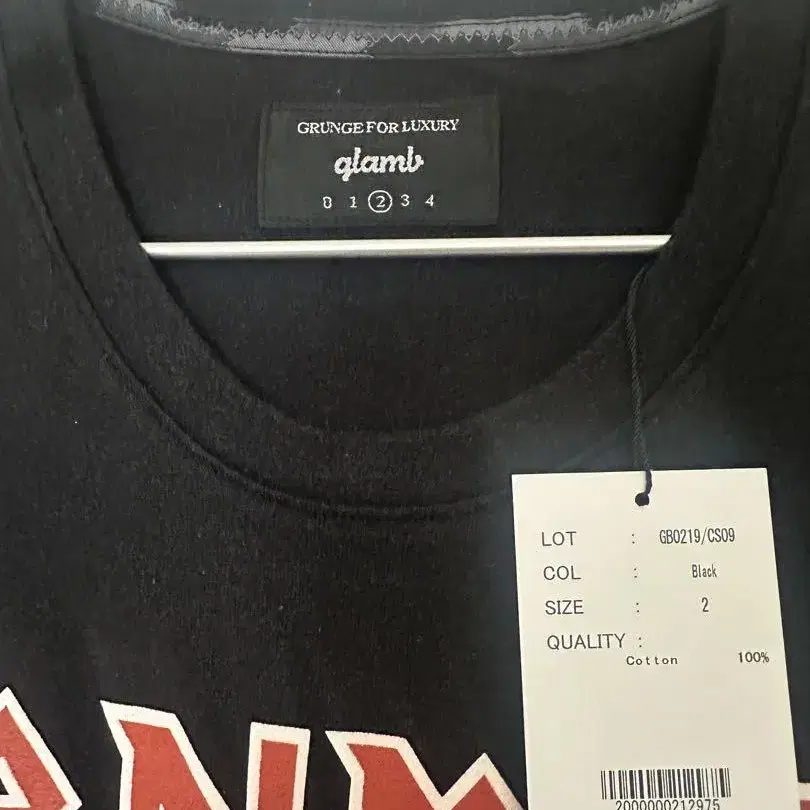 GRUNGE FOR LUXURY
glamb
0 1 2 3 4
LOT : GB0219/CS09
COL : Black
SIZE : 2
QUALITY :
Cotton 100%
2000000212975